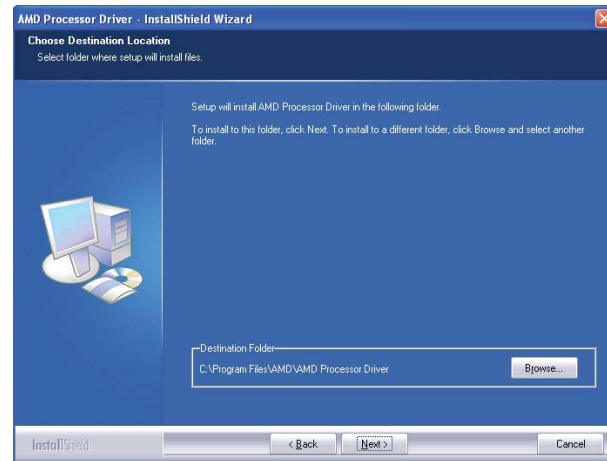 AMD Processor Driver - InstallShield Wizard
Choose Destination Location
Select folder where setup will install files.
Setup will install AMD Processor Driver in the following folder.
To install to this folder, click Next. To install to a different folder, click Browse and select another
folder.
Destination Folder
C:\Program Files\AMD\AMD Processor Driver
Browse...
InstallShield
< Back
Next >
Cancel